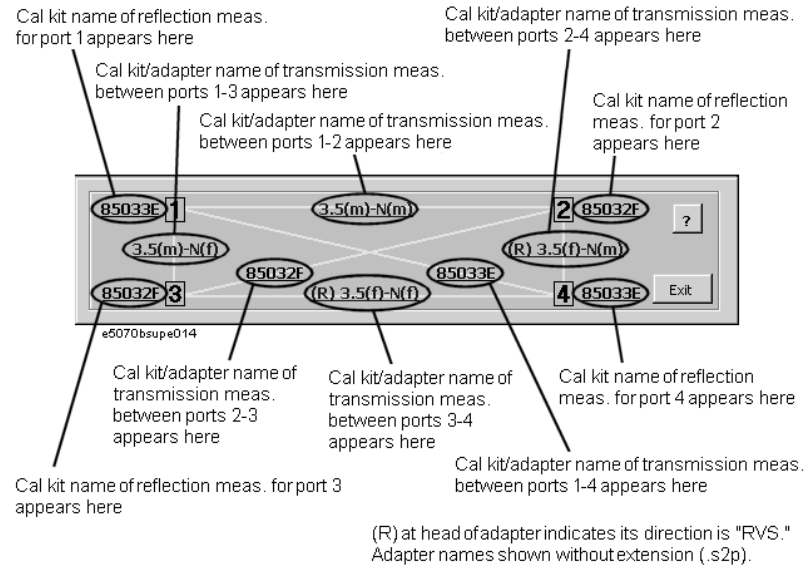 Cal kit name of reflection meas.
for port 1 appears here
Cal kit/adapter name of transmission meas.
between ports 2-4 appears here
Cal kit/adapter name of transmission meas.
between ports 1-3 appears here
Cal kit name of reflection
meas. for port 2
appears here
Cal kit/adapter name of transmission meas.
between ports 1-2 appears here
85033E 1
3.5(m)-N(m)
2 85032F
?
3.5(m)-N(f)
(R) 3.5(f)-N(m)
85032F
85033E
85032F 3
(R) 3.5(f)-N(f)
4 85033E
Exit
e5070bsupe014
Cal kit/adapter name of
transmission meas.
between ports 2-3
appears here
Cal kit/adapter name of
transmission meas.
between ports 3-4
appears here
Cal kit name of reflection
meas. for port 4 appears here
Cal kit/adapter name of transmission meas.
between ports 1-4 appears here
Cal kit name of reflection meas. for port 3
appears here
(R) at head of adapter indicates its direction is "RVS."
Adapter names shown without extension (.s2p).